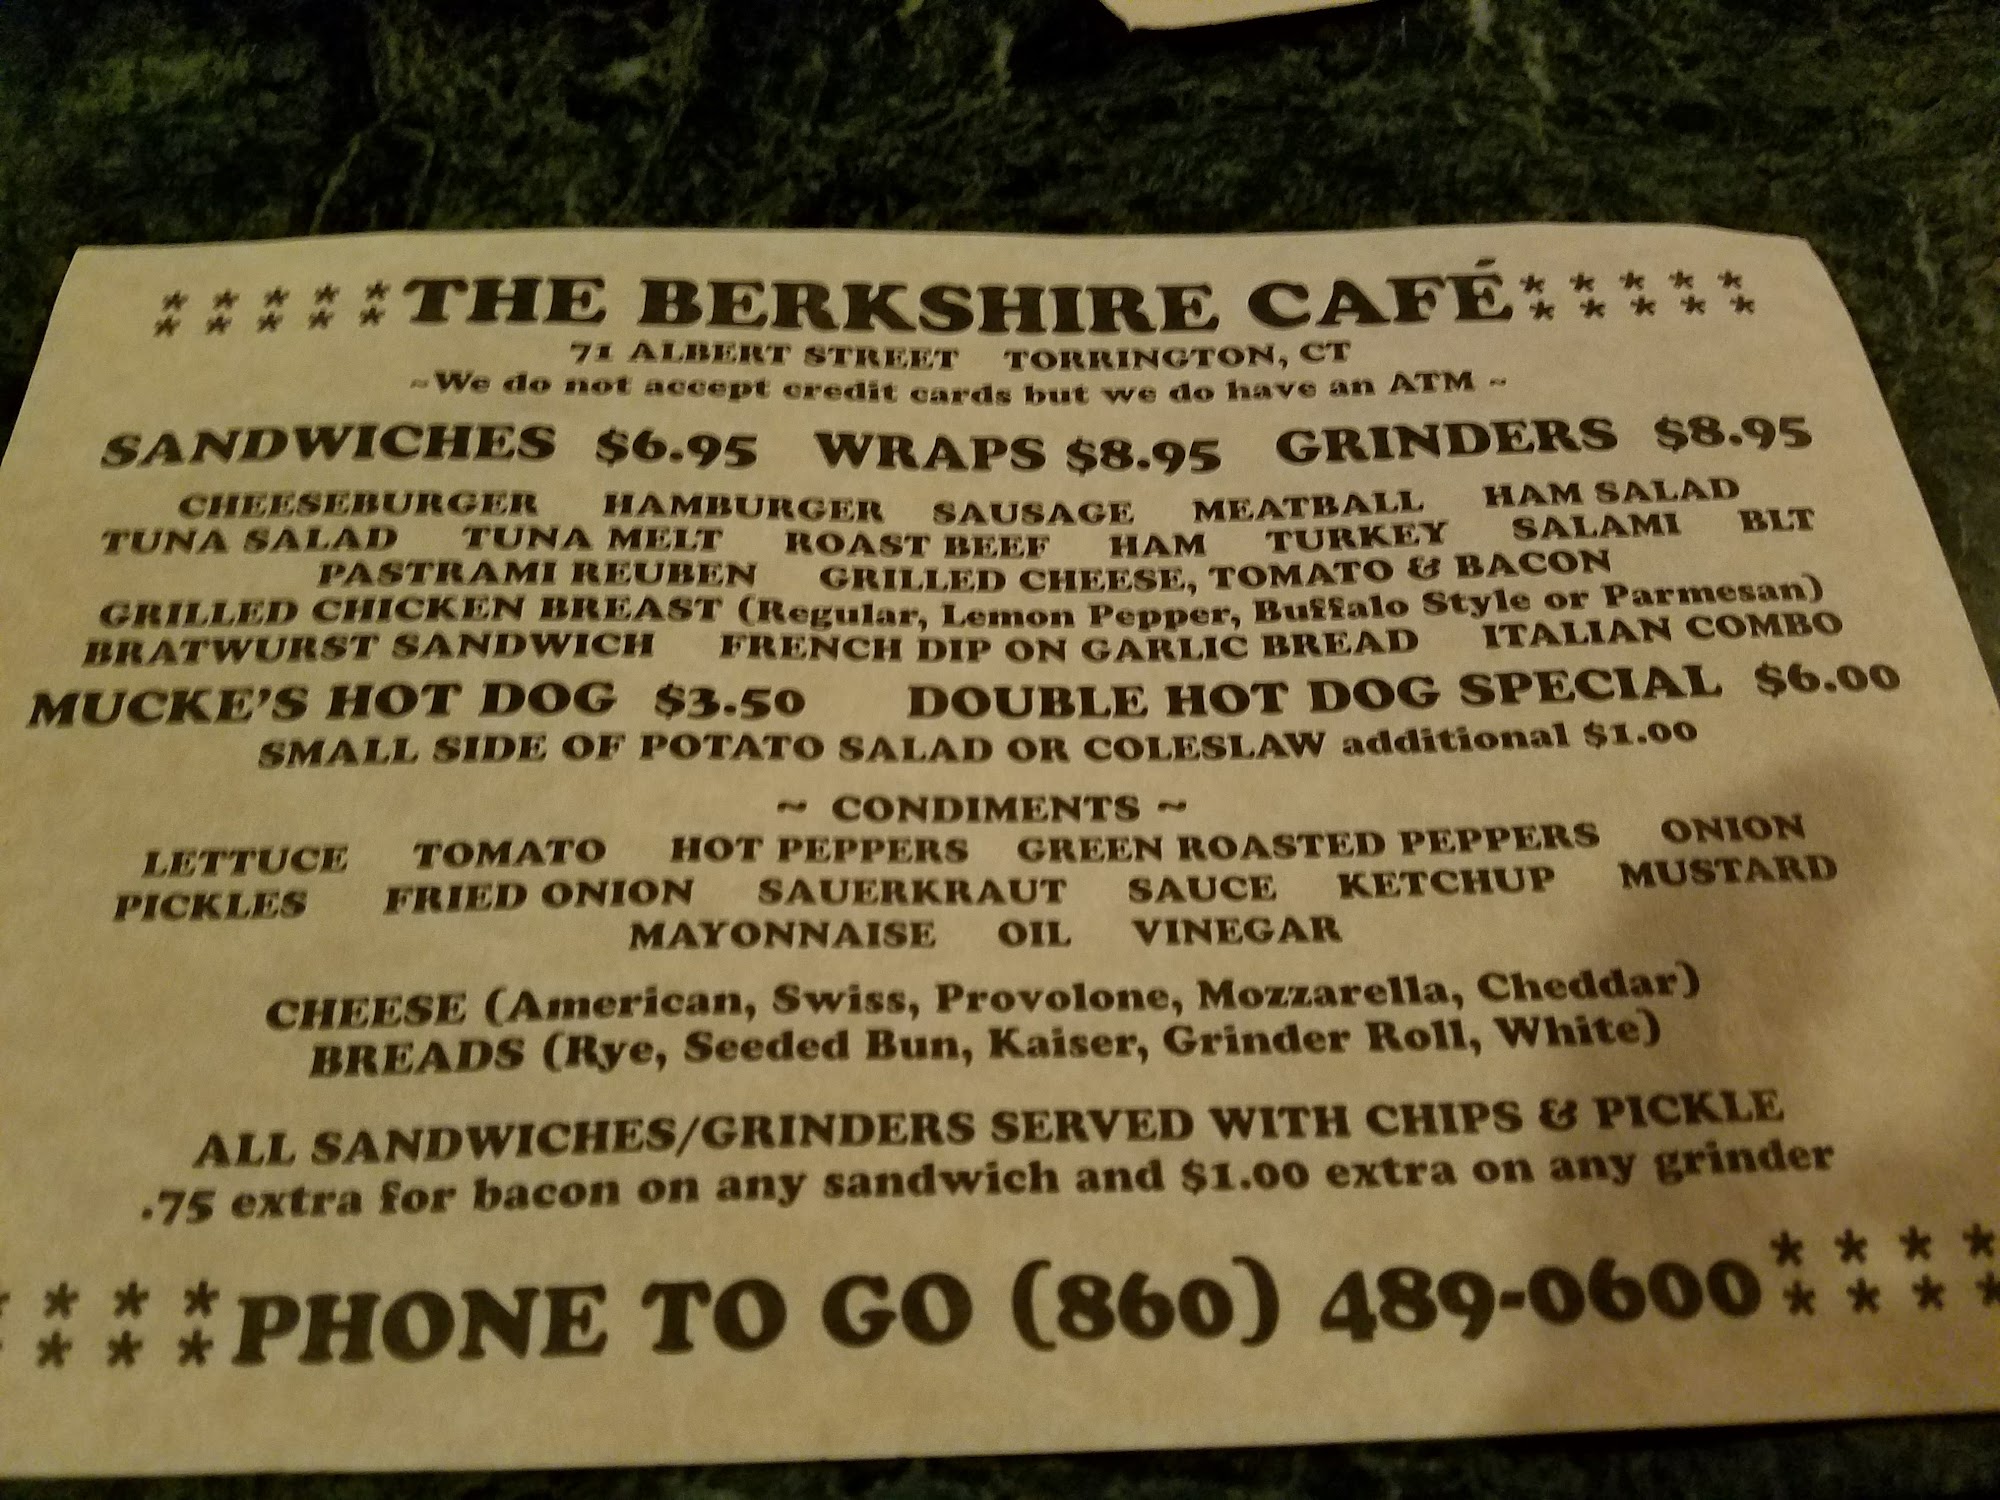 ***** THE BERKSHIRE CAFÉ *****
*****
*****
71 ALBERT STREET TORRINGTON, CT
~We do not accept credit cards but we do have an ATM ~
SANDWICHES $6.95 WRAPS $8.95 GRINDERS $8.95
CHEESEBURGER HAMBURGER SAUSAGE MEATBALL HAM SALAD
TUNA SALAD TUNA MELT ROAST BEEF HAM TURKEY SALAMI BLT
PASTRAMI REUBEN GRILLED CHEESE, TOMATO & BACON
GRILLED CHICKEN BREAST (Regular, Lemon Pepper, Buffalo Style or Parmesan)
BRATWURST SANDWICH FRENCH DIP ON GARLIC BREAD ITALIAN COMBO
MUCKE'S HOT DOG $3.50 DOUBLE HOT DOG SPECIAL $6.00
SMALL SIDE OF POTATO SALAD OR COLESLAW additional $1.00
~ CONDIMENTS ~
LETTUCE TOMATO HOT PEPPERS GREEN ROASTED PEPPERS ONION
PICKLES FRIED ONION SAUERKRAUT SAUCE KETCHUP MUSTARD
MAYONNAISE OIL VINEGAR
CHEESE (American, Swiss, Provolone, Mozzarella, Cheddar)
BREADS (Rye, Seeded Bun, Kaiser, Grinder Roll, White)
ALL SANDWICHES/GRINDERS SERVED WITH CHIPS & PICKLE
.75 extra for bacon on any sandwich and $1.00 extra on any grinder
**** PHONE TO GO (860) 489-0600 ****